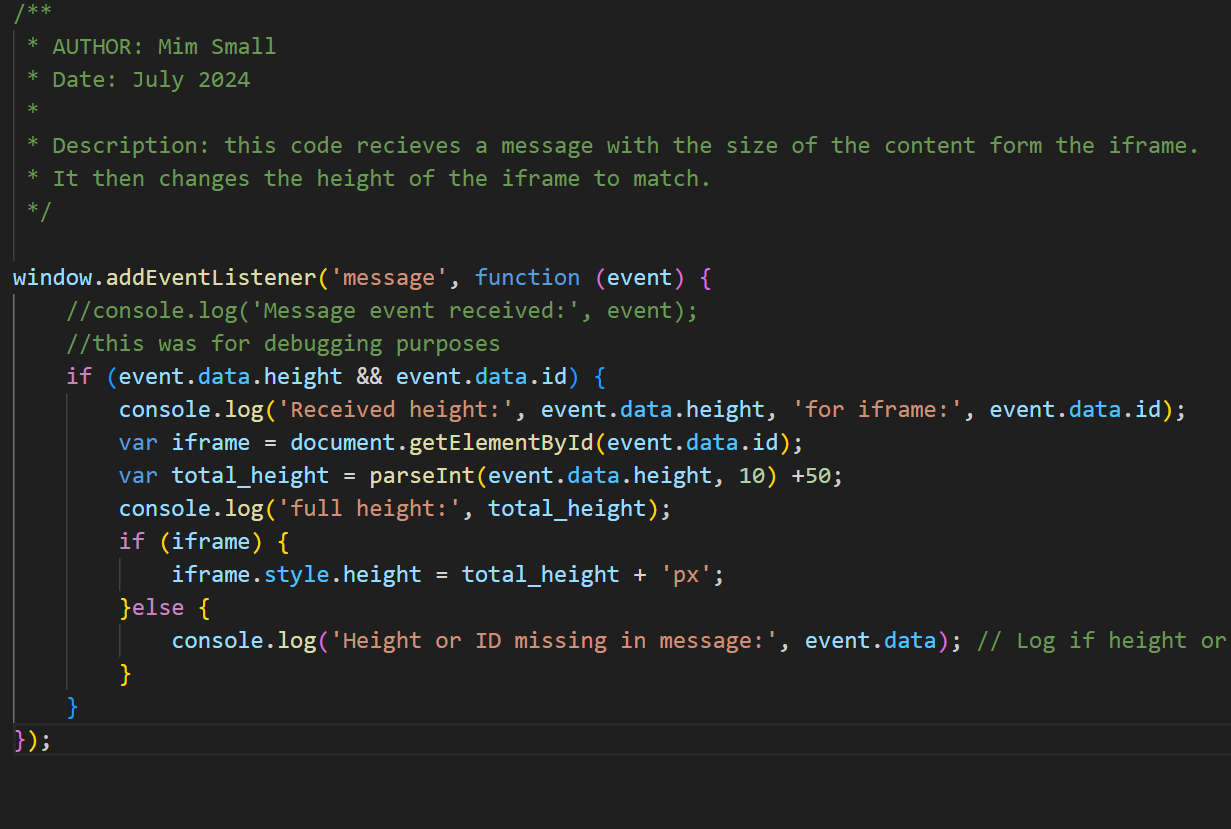 /**
 * AUTHOR: Mim Small
 * Date: July 2024
 *
 * Description: this code recieves a message with the size of the content form the iframe.
 * It then changes the height of the iframe to match.
 */
window.addEventListener('message', function (event) {
    //console.log('Message event received:', event);
    //this was for debugging purposes
    if (event.data.height && event.data.id) {
        console.log('Received height:', event.data.height, 'for iframe:', event.data.id);
        var iframe = document.getElementById(event.data.id);
        var total_height = parseInt(event.data.height, 10) +50;
        console.log('full height:', total_height);
        if (iframe) {
            iframe.style.height = total_height + 'px';
        }else {
            console.log('Height or ID missing in message:', event.data); // Log if height or
        }
    }
});